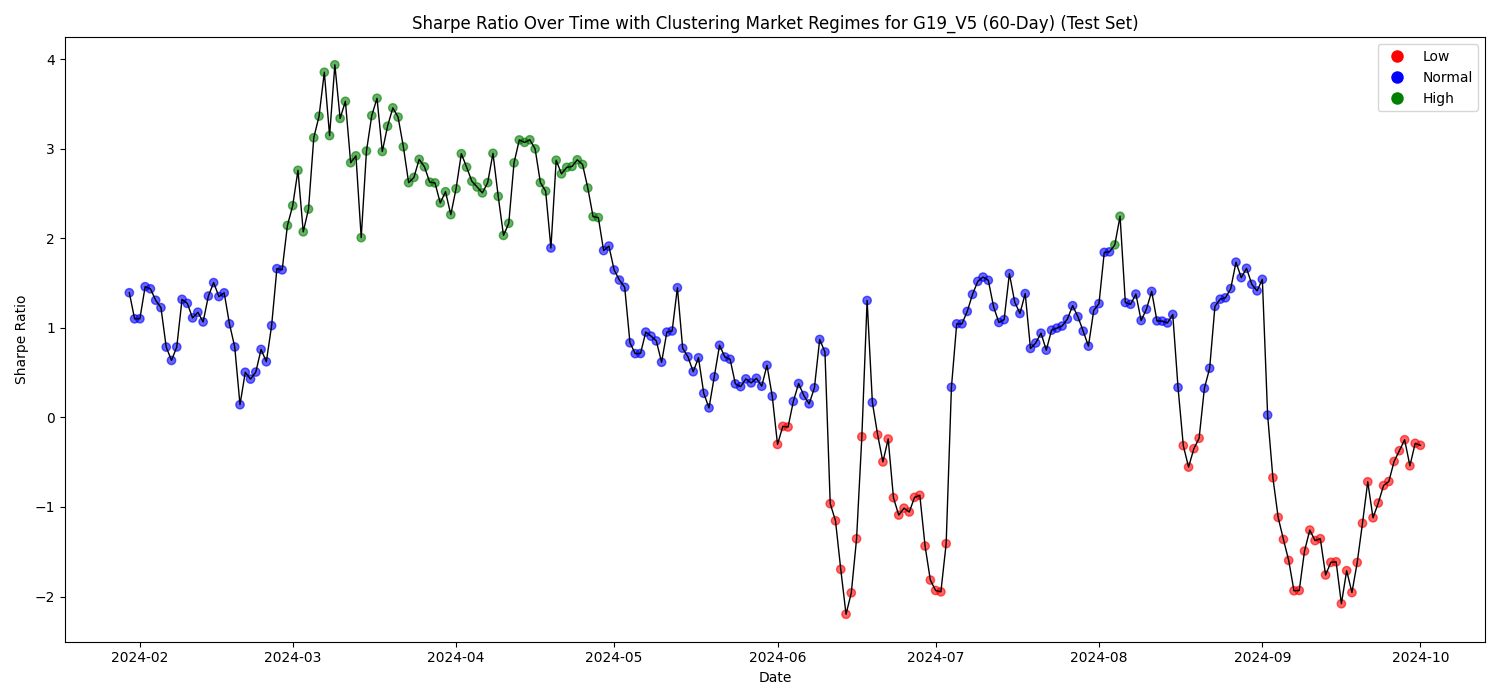 Sharpe Ratio Over Time with Clustering Market Regimes for G19_V5 (60-Day) (Test Set)
Low
Normal
High
Sharpe Ratio
4
3
2
1
0
−1
−2
2024-02
2024-03
2024-04
2024-05
2024-06
2024-07
2024-08
2024-09
2024-10
Date